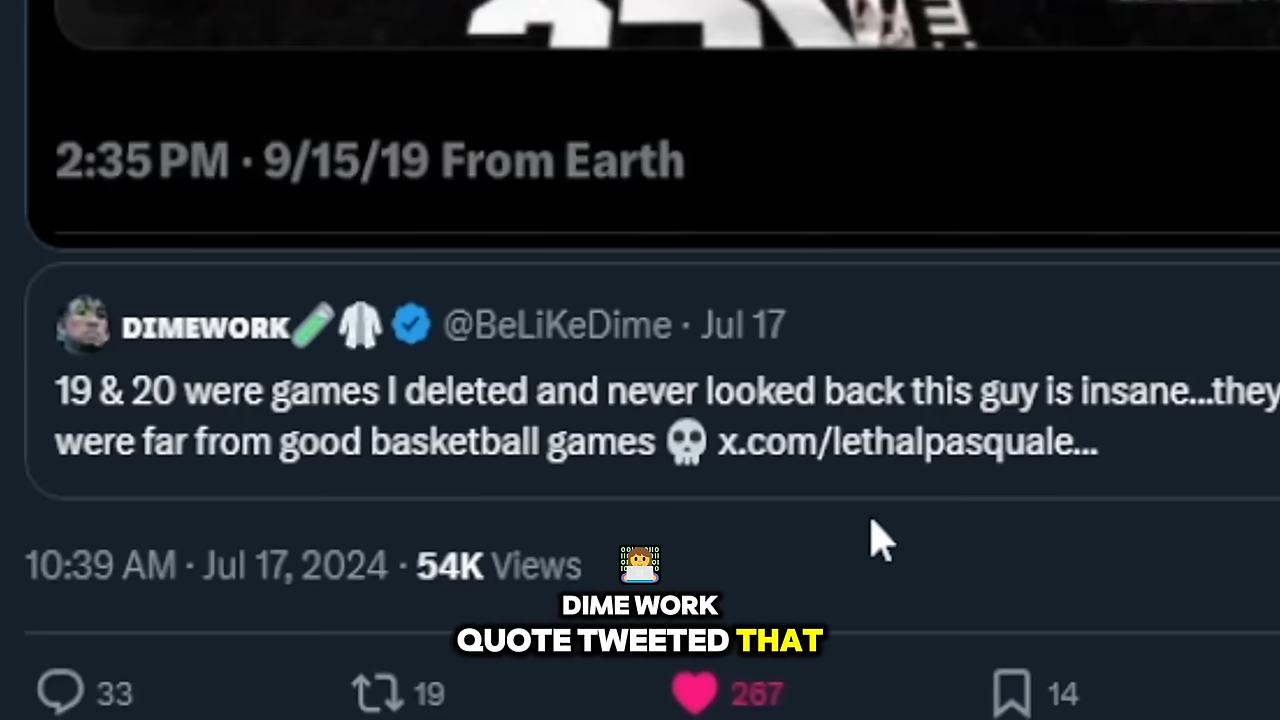 2:35 PM · 9/15/19 From Earth
DIMEWORK🧪🥼 @BeLiKeDime · Jul 17
19 & 20 were games I deleted and never looked back this guy is insane...they
were far from good basketball games 💀 x.com/lethalpasquale...
10:39 AM · Jul 17, 2024 · 54K Views
DIME WORK
QUOTE TWEETED THAT
33 19 267 14